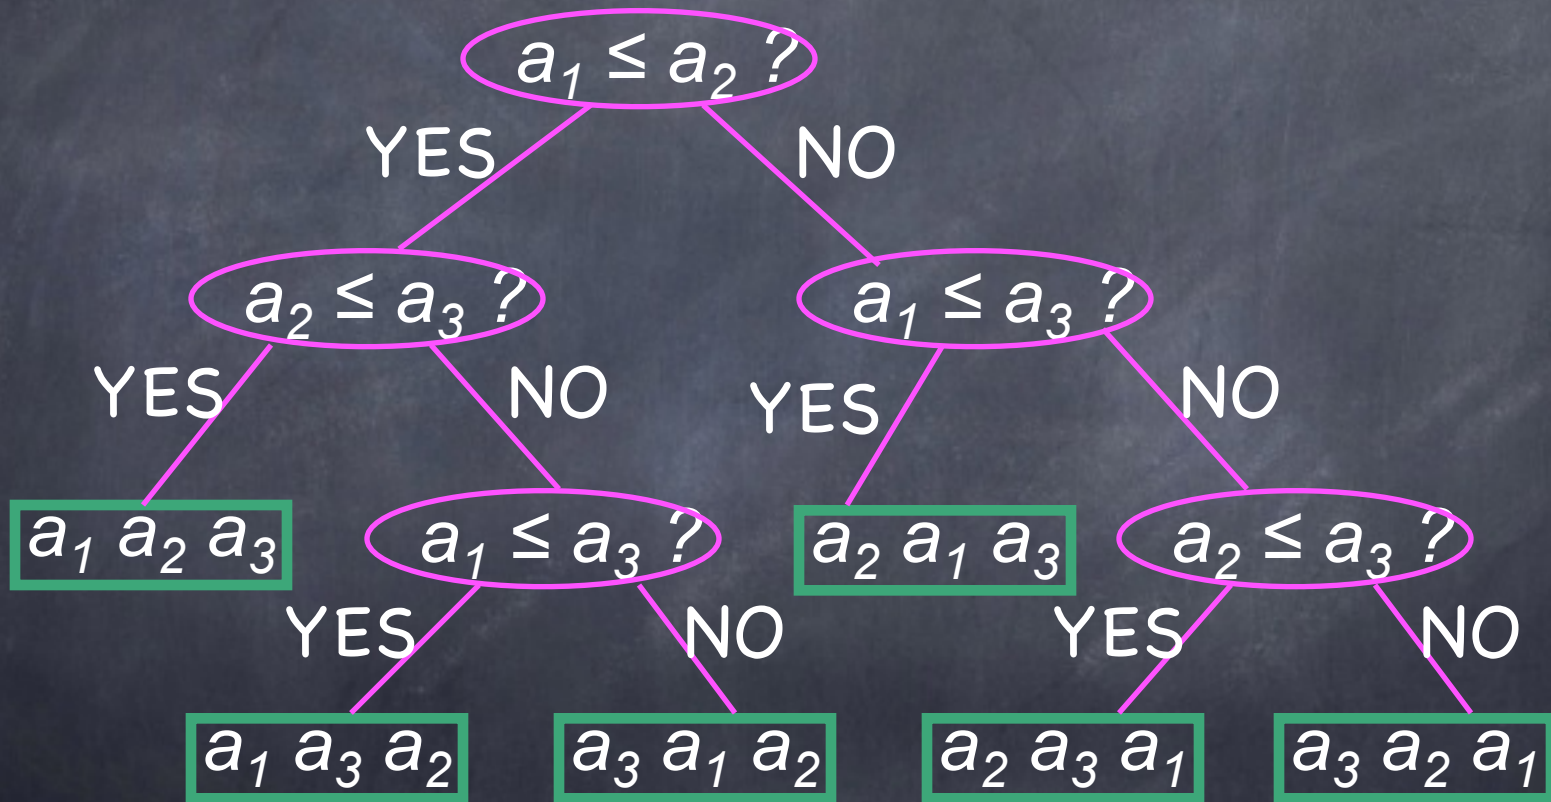 a₁ ≤ a₂ ?
YES NO
a₂ ≤ a₃ ? a₁ ≤ a₃ ?
YES NO YES NO
a₁ a₂ a₃ a₁ ≤ a₃ ? a₂ a₁ a₃ a₂ ≤ a₃ ?
YES NO YES NO
a₁ a₃ a₂ a₃ a₁ a₂ a₂ a₃ a₁ a₃ a₂ a₁